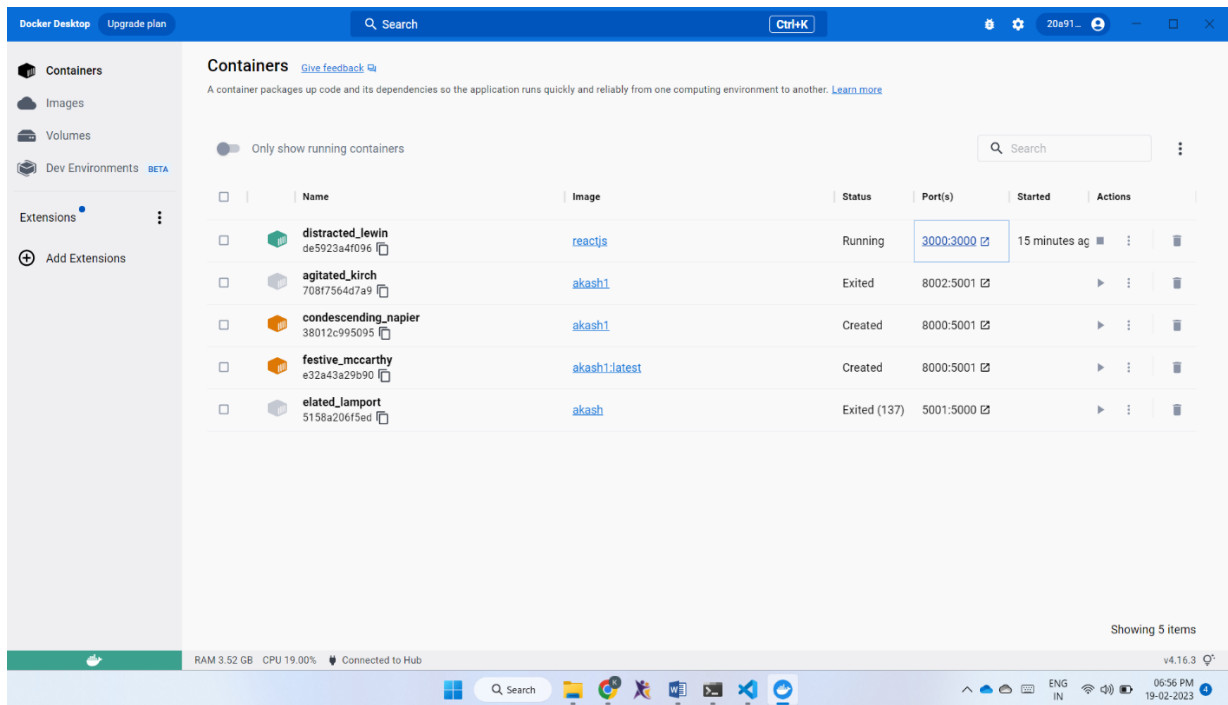 Docker Desktop Upgrade plan Search Ctrl+K 20a91...
Containers
Images
Volumes
Dev Environments BETA
Extensions
Add Extensions
Containers Give feedback
A container packages up code and its dependencies so the application runs quickly and reliably from one computing environment to another. Learn more
Only show running containers Search
Name Image Status Port(s) Started Actions
distracted_lewin
de5923a4f096 reactjs Running 3000:3000 15 minutes ag
agitated_kirch
708f7564d7a9 akash1 Exited 8002:5001
condescending_napier
38012c995095 akash1 Created 8000:5001
festive_mccarthy
e32a43a29b90 akash1:latest Created 8000:5001
elated_lamport
5158a206f5ed akash Exited (137) 5001:5000
Showing 5 items
RAM 3.52 GB CPU 19.00% Connected to Hub v4.16.3
Search ENG 06:56 PM 4
IN 19-02-2023